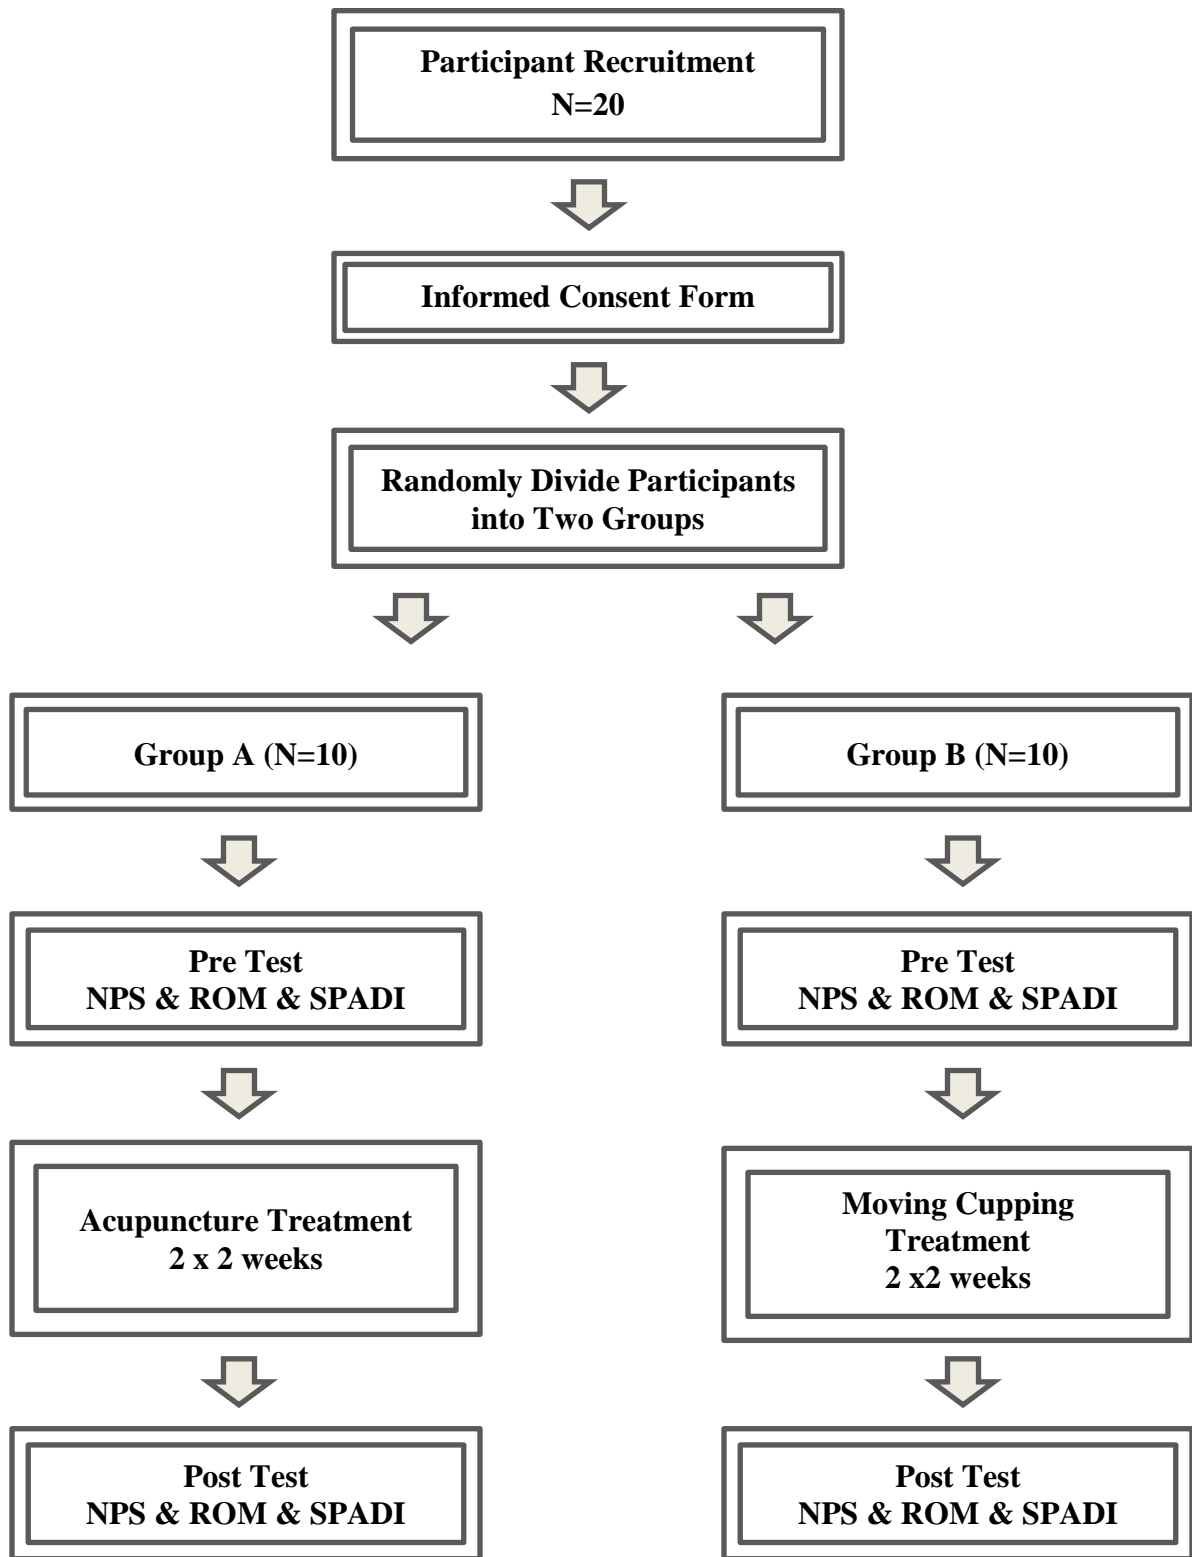 Participant Recruitment
N=20
Informed Consent Form
Randomly Divide Participants
into Two Groups
Group A (N=10)
Group B (N=10)
Pre Test
NPS & ROM & SPADI
Pre Test
NPS & ROM & SPADI
Acupuncture Treatment
2 x 2 weeks
Moving Cupping
Treatment
2 x2 weeks
Post Test
NPS & ROM & SPADI
Post Test
NPS & ROM & SPADI